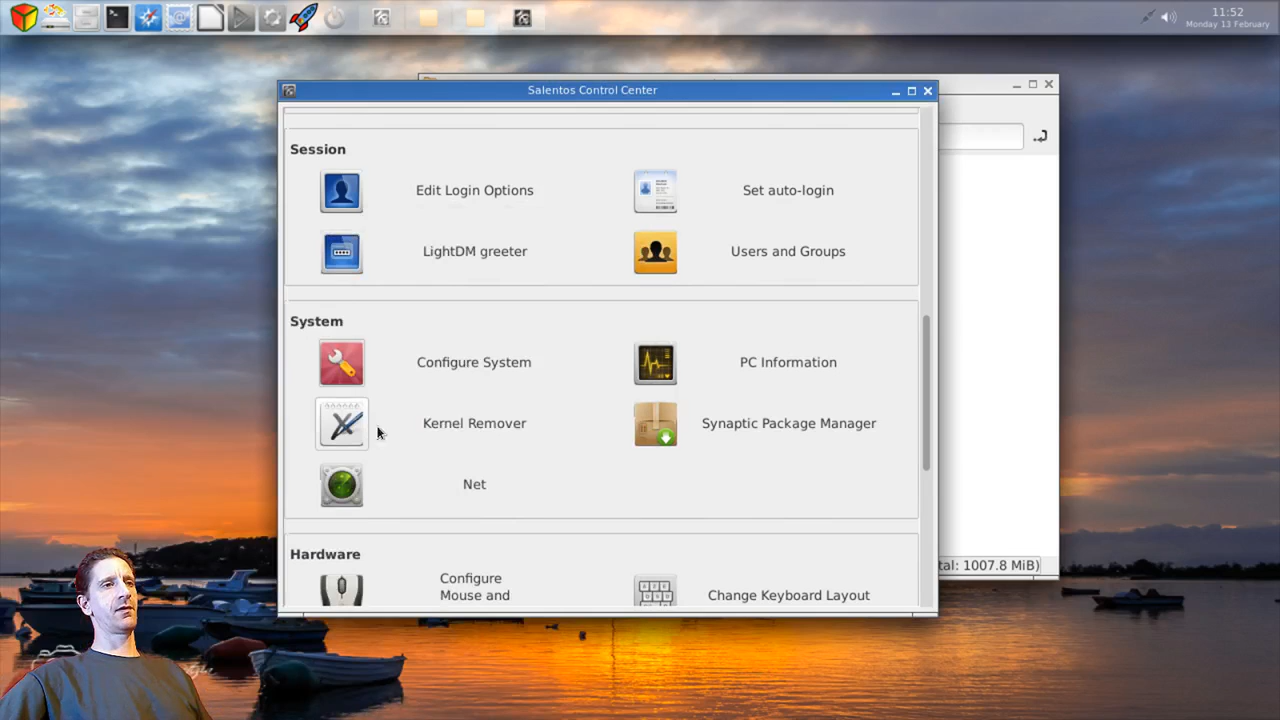 11:52
Monday 13 February
Salentos Control Center
Session
Edit Login Options
Set auto-login
LightDM greeter
Users and Groups
System
Configure System
PC Information
Kernel Remover
Synaptic Package Manager
Net
tal: 1007.8 MiB)
Hardware
Configure
Mouse and
Change Keyboard Layout